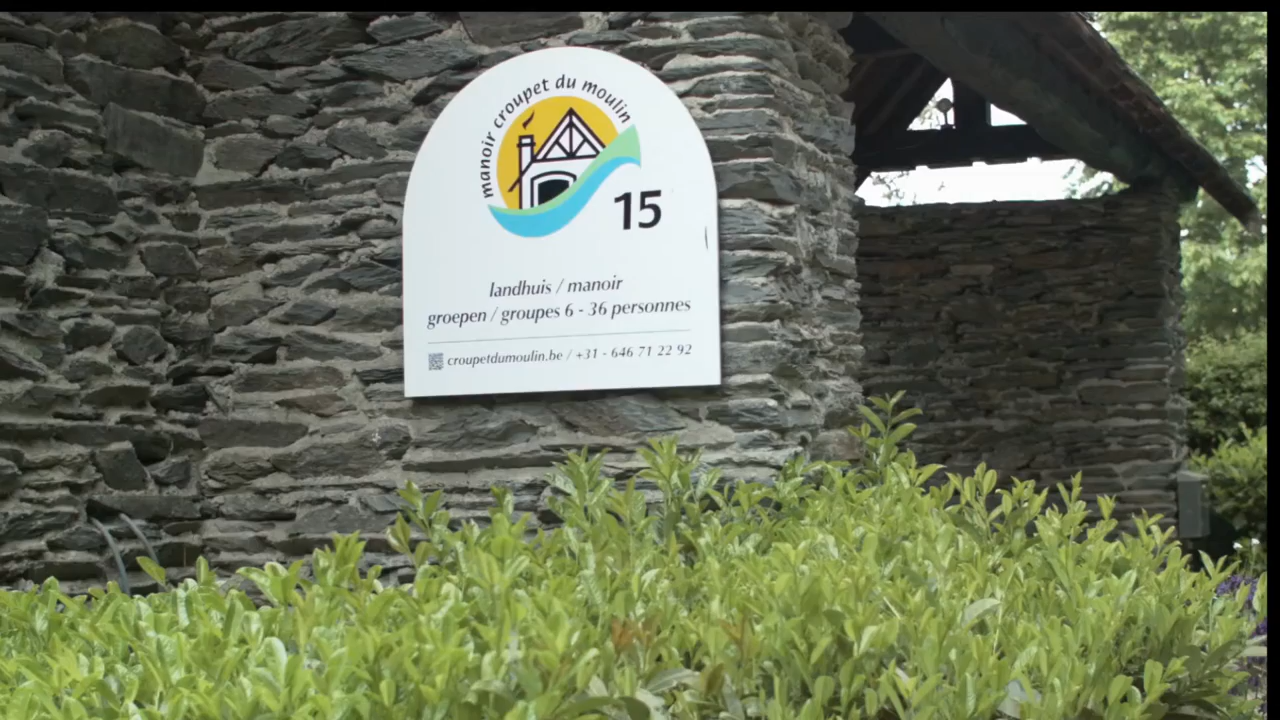 manoir croupet du moulin
15
landhuis / manoir
groepen / groupes 6 - 36 personnes
croupetdumoulin.be / +31 - 646 71 22 92